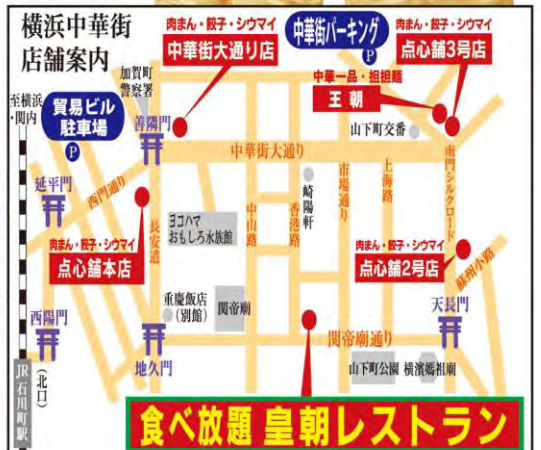 横浜中華街
店舗案内
肉まん・餃子・シウマイ
中華街大通り店
中華街パーキング
P
肉まん・餃子・シウマイ
点心舗3号店
加賀町
警察署
中華一品・担担麺
王朝
至横浜
・関内
貿易ビル
駐車場
P
善隣門
山下町交番
中華街大通り
南門シルクロード
延平門
西門通り
崎陽軒
市場通り
上海路
長安道
ヨコハマ
おもしろ水族館
中山路
香港路
肉まん・餃子・シウマイ
点心舗本店
肉まん・餃子・シウマイ
点心舗2号店
蘇州小路
重慶飯店
(別館)
関帝廟
天長門
西陽門
地久門
関帝廟通り
JR石川町駅
(北口)
山下町公園
横濱媽祖廟
食べ放題 皇朝レストラン